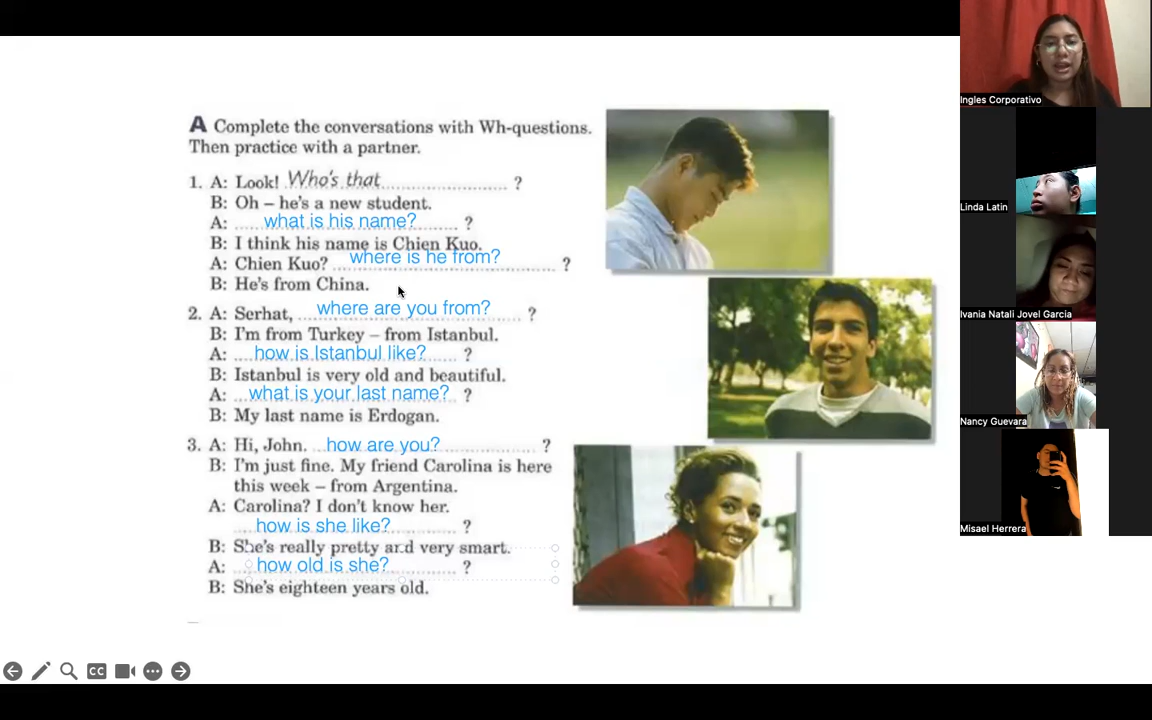 A Complete the conversations with Wh-questions.
Then practice with a partner.
1. A: Look! Who's that ?
B: Oh – he's a new student.
A: what is his name? ?
B: I think his name is Chien Kuo.
A: Chien Kuo? where is he from? ?
B: He's from China.
2. A: Serhat, where are you from? ?
B: I'm from Turkey – from Istanbul.
A: how is Istanbul like? ?
B: Istanbul is very old and beautiful.
A: what is your last name? ?
B: My last name is Erdogan.
3. A: Hi, John. how are you? ?
B: I'm just fine. My friend Carolina is here
this week – from Argentina.
A: Carolina? I don't know her.
how is she like? ?
B: She's really pretty and very smart.
A: how old is she? ?
B: She's eighteen years old.
CC
Ingles Corporativo
Linda Latin
Ivania Natali Jovel Garcia
Nancy Guevara
Misael Herrera